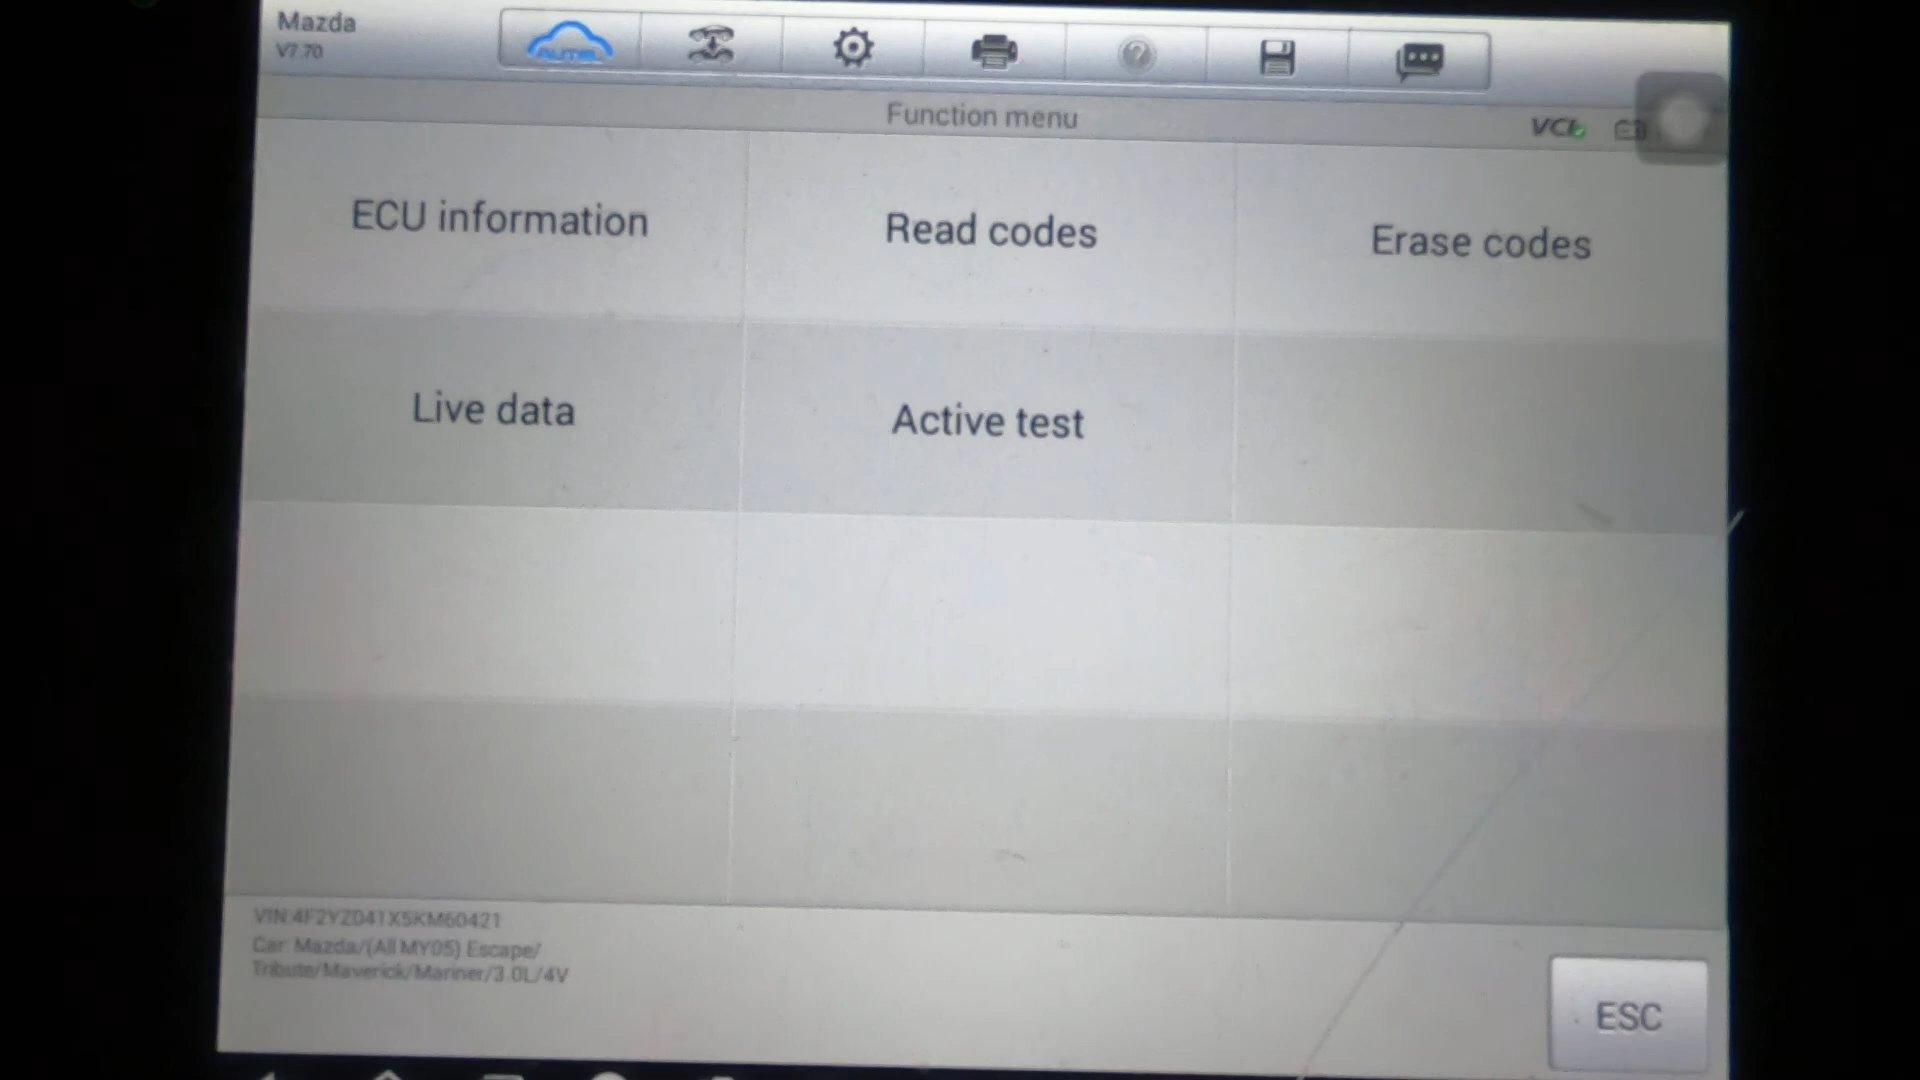 Mazda
V7.70
AUTEL
Function menu
VCI
ECU information
Read codes
Erase codes
Live data
Active test
VIN:4F2YZ041X5KM60421
Car: Mazda/(All MY05) Escape/
Tribute/Maverick/Mariner/3.0L/4V
ESC